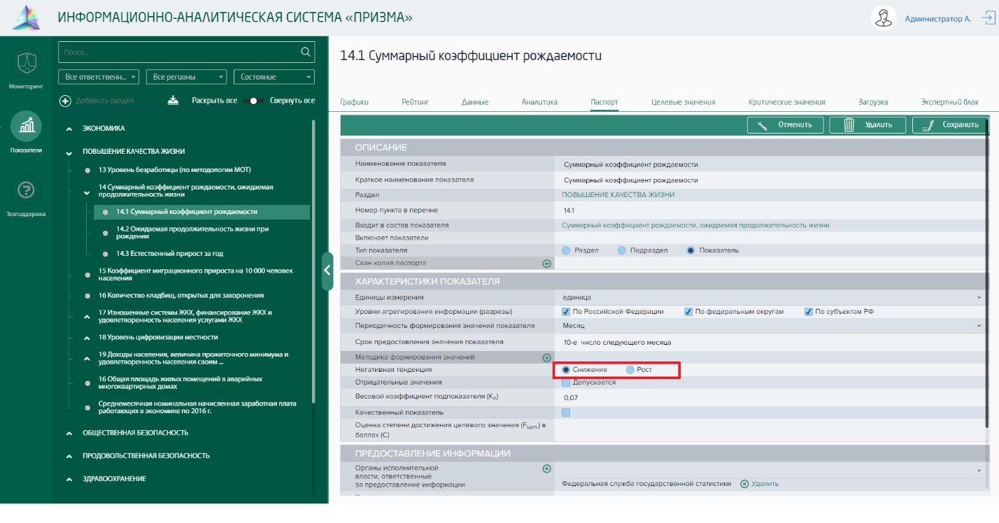 ИНФОРМАЦИОННО-АНАЛИТИЧЕСКАЯ СИСТЕМА «ПРИЗМА»
Администратор А.
Мониторинг
Показатели
Техподдержка
Поиск...
Все ответственн...
Все регионы
Состояние
Добавить раздел
Раскрыть все
Свернуть все
ЭКОНОМИКА
ПОВЫШЕНИЕ КАЧЕСТВА ЖИЗНИ
13 Уровень безработицы (по методологии МОТ)
14 Суммарный коэффициент рождаемости, ожидаемая
продолжительность жизни
14.1 Суммарный коэффициент рождаемости
14.2 Ожидаемая продолжительность жизни при
рождении
14.3 Естественный прирост за год
15 Коэффициент миграционного прироста на 10 000 человек
населения
16 Количество кладбищ, открытых для захоронения
17 Изношенные системы ЖКХ, финансирование ЖКХ и
удовлетворенность населения услугами ЖКХ
18 Уровень цифровизации местности
19 Доходы населения, величина прожиточного минимума и
удовлетворенность населения своим ...
16 Общая площадь жилых помещений в аварийных
многоквартирных домах
Среднемесячная номинальная начисленная заработная плата
работающих в экономике по 2016 г.
ОБЩЕСТВЕННАЯ БЕЗОПАСНОСТЬ
ПРОДОВОЛЬСТВЕННАЯ БЕЗОПАСНОСТЬ
ЗДРАВООХРАНЕНИЕ
14.1 Суммарный коэффициент рождаемости
Графики
Рейтинг
Данные
Аналитика
Паспорт
Целевые значения
Критические значения
Загрузка
Экспертный блок
Отменить
Удалить
Сохранить
ОПИСАНИЕ
Наименование показателя
Суммарный коэффициент рождаемости
Краткое наименование показателя
Суммарный коэффициент рождаемости
Раздел
ПОВЫШЕНИЕ КАЧЕСТВА ЖИЗНИ
Номер пункта в перечне
14.1
Входит в состав показателя
Суммарный коэффициент рождаемости, ожидаемая продолжительность жизни
Включает показатели
Тип показателя
Раздел
Подраздел
Показатель
Скан копия паспорта
ХАРАКТЕРИСТИКИ ПОКАЗАТЕЛЯ
Единицы измерения
единица
Уровни агрегирования информации (разрезы)
По Российской Федерации
По федеральным округам
По субъектам РФ
Периодичность формирования значений показателя
Месяц
Срок предоставления значения показателя
10-е число следующего месяца
Методика формирования значений
Негативная тенденция
Снижение
Рост
Отрицательные значения
Допускается
Весовой коэффициент подпоказателя (Kп)
0,07
Качественный показатель
Оценка степени достижения целевого значения (Fцел.) в
баллах (С)
ПРЕДОСТАВЛЕНИЕ ИНФОРМАЦИИ
Органы исполнительной
власти, ответственные
за предоставление информации
Федеральная служба государственной статистики
Удалить